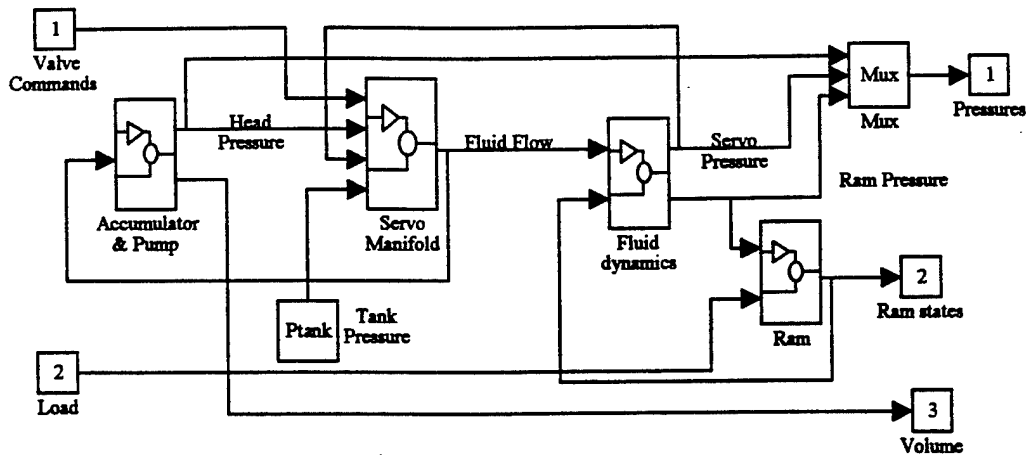 1
Valve
Commands
Head
Pressure
Accumulator
& Pump
Servo
Manifold
Fluid Flow
Ptank
Tank
Pressure
Fluid
dynamics
Servo
Pressure
Mux
Mux
1
Pressures
Ram Pressure
Ram
2
Ram states
2
Load
3
Volume